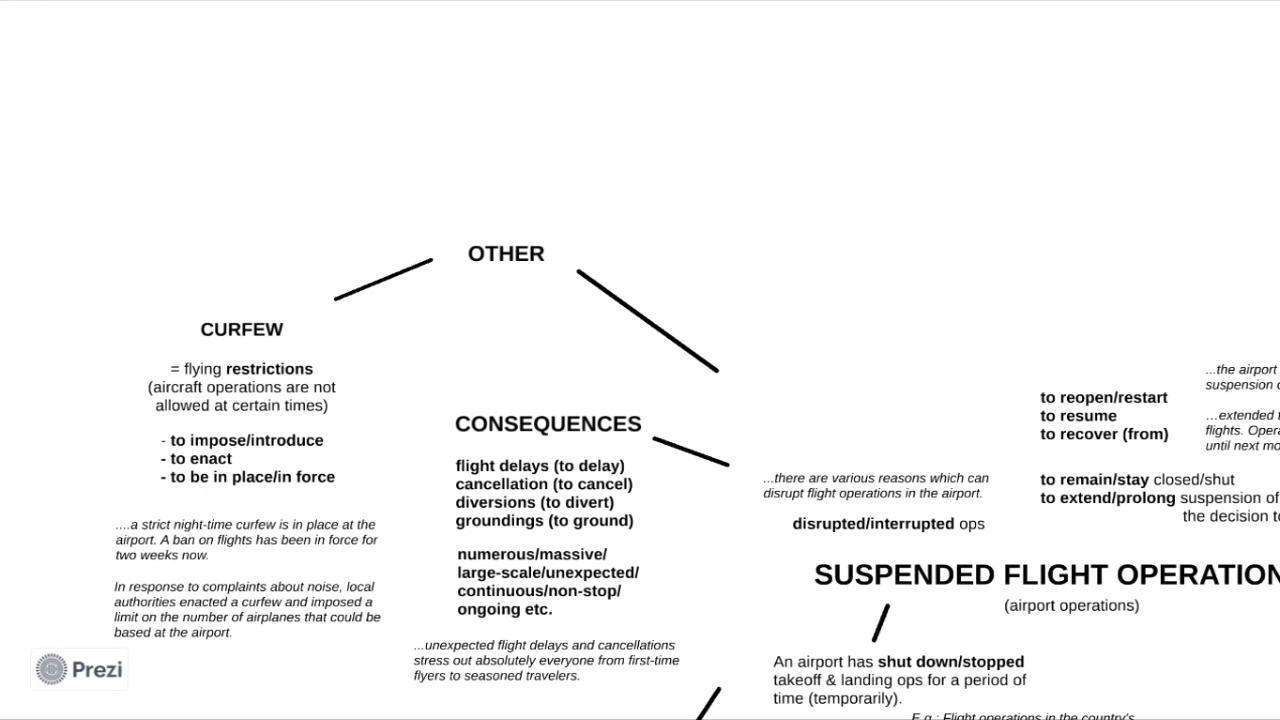 OTHER
CURFEW
= flying restrictions
(aircraft operations are not
allowed at certain times)
- to impose/introduce
- to enact
- to be in place/in force
....a strict night-time curfew is in place at the
airport. A ban on flights has been in force for
two weeks now.
In response to complaints about noise, local
authorities enacted a curfew and imposed a
limit on the number of airplanes that could be
based at the airport.
CONSEQUENCES
flight delays (to delay)
cancellation (to cancel)
diversions (to divert)
groundings (to ground)
numerous/massive/
large-scale/unexpected/
continuous/non-stop/
ongoing etc.
...unexpected flight delays and cancellations
stress out absolutely everyone from first-time
flyers to seasoned travelers.
...there are various reasons which can
disrupt flight operations in the airport.
disrupted/interrupted ops
to reopen/restart
to resume
to recover (from)
...the airport
suspension
...extended
flights.
until next
to remain/stay closed/shut
to extend/prolong suspension of
the decision
SUSPENDED FLIGHT OPERATION
(airport operations)
An airport has shut down/stopped
takeoff & landing ops for a period of
time (temporarily).
E.g.: Flight operations in the country's
Prezi